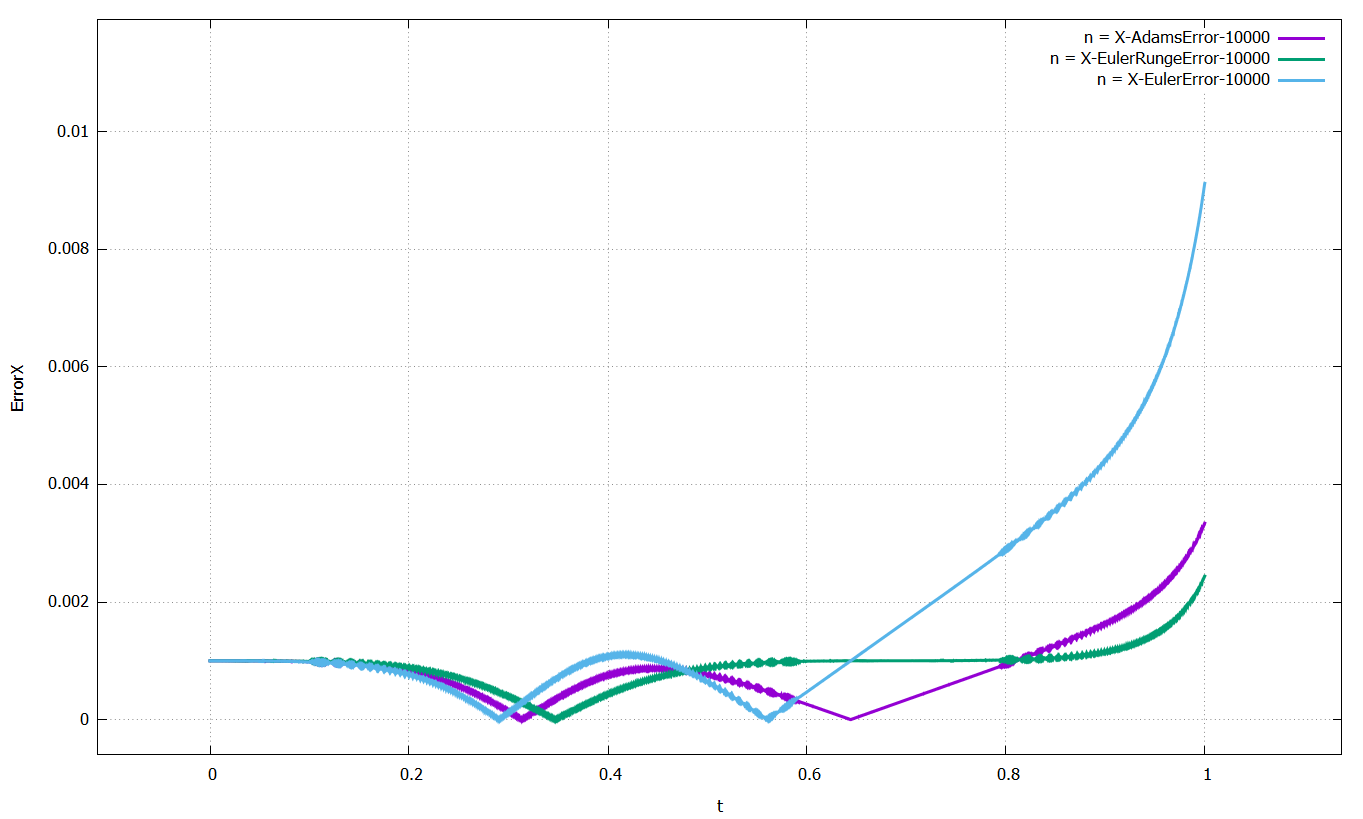 n = X-AdamsError-10000
n = X-EulerRungeError-10000
n = X-EulerError-10000
0.01
0.008
0.006
0.004
0.002
0
ErrorX
0 0.2 0.4 0.6 0.8 1
t